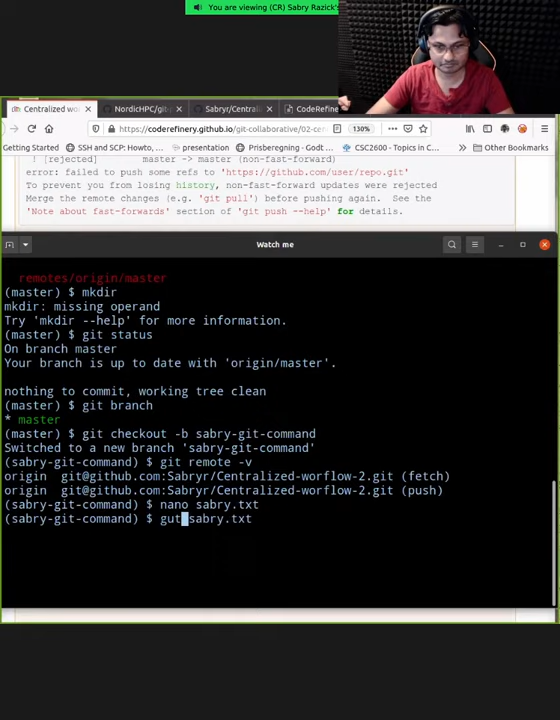 You are viewing (CR) Sabry Razick's
Centralized wo
NordicHPC/git-
Sabry/Central
CodeRefine
https://coderefinery.github.io/git-collaborative/02-cen
130%
Getting Started
SSH and SCP: Howto, ...
presentation
Prisberegning: Godt ...
CSC2600 - Topics in P...
Other Bookmarks
! [rejected] master -> master (non-fast-forward)
error: failed to push some refs to 'https://github.com/user/repo.git'
To prevent you from losing history, non-fast-forward updates were rejected
Merge the remote changes (e.g. 'git pull') before pushing again. See the
'Note about fast-forwards' section of 'git push --help' for details.
Watch me
remotes/origin/master
(master) $ mkdir
mkdir: missing operand
Try 'mkdir --help' for more information.
(master) $ git status
On branch master
Your branch is up to date with 'origin/master'.
nothing to commit, working tree clean
(master) $ git branch
* master
(master) $ git checkout -b sabry-git-command
Switched to a new branch 'sabry-git-command'
(sabry-git-command) $ git remote -v
origin git@github.com:Sabryr/Centralized-worflow-2.git (fetch)
origin git@github.com:Sabryr/Centralized-worflow-2.git (push)
(sabry-git-command) $ nano sabry.txt
(sabry-git-command) $ gut sabry.txt